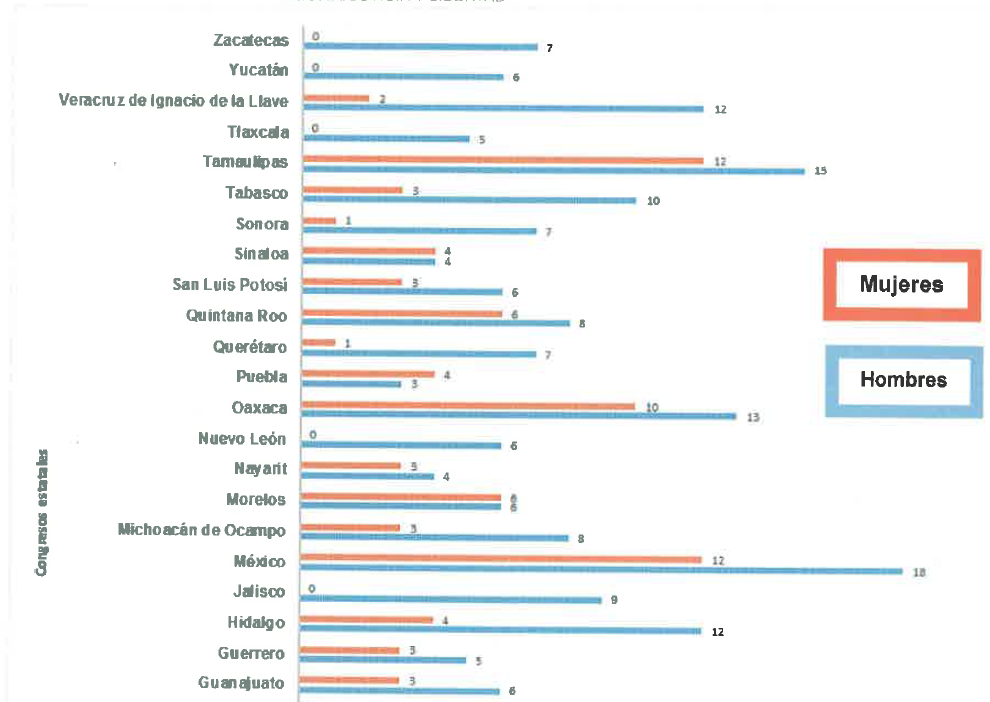 Zacatecas 0 7
Yucatán 0 6
Veracruz de Ignacio de la Llave 2 12
Tlaxcala 0 5
Tamaulipas 12 15
Tabasco 3 10
Sonora 1 7
Sinaloa 4 4
San Luis Potosí 3 6
Quintana Roo 6 8
Querétaro 1 7
Puebla 4 3
Oaxaca 10 13
Nuevo León 0 6
Nayarit 3 4
Morelos 6 6
Michoacán de Ocampo 3 8
México 12 18
Jalisco 0 9
Hidalgo 4 12
Guerrero 3 5
Guanajuato 3 6
Congresos estatales
Mujeres
Hombres